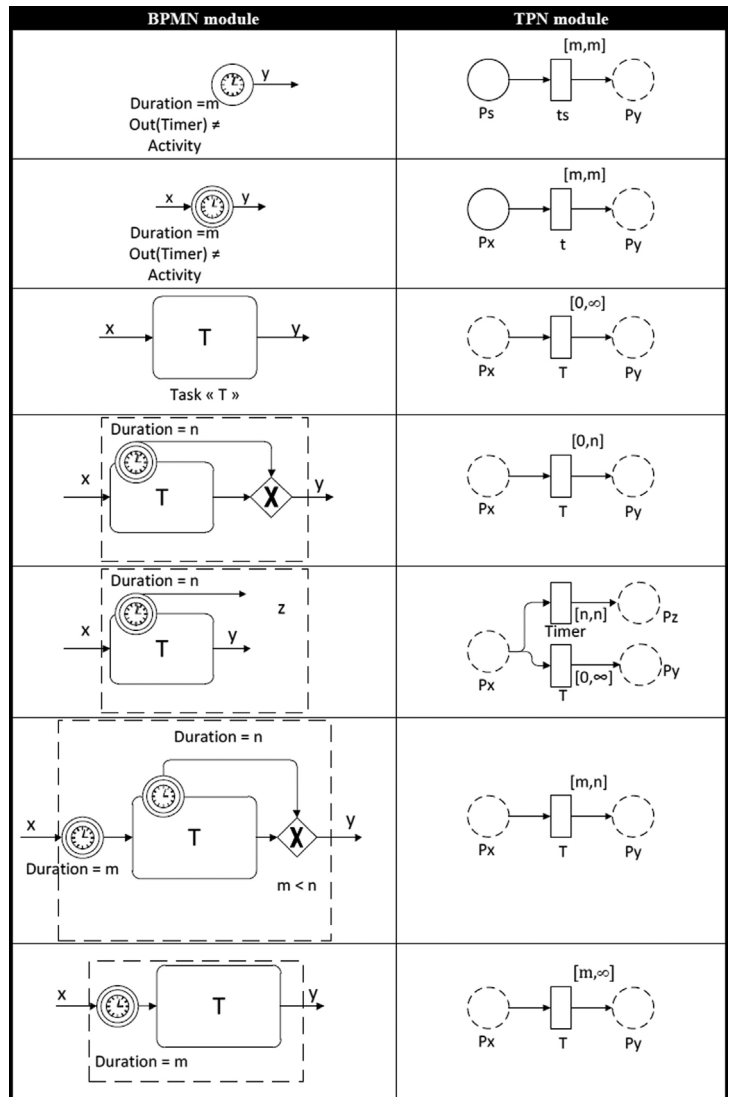 BPMN module
TPN module
y
Duration =m
Out(Timer) ≠
Activity
[m,m]
Ps
ts
Py
x
y
Duration =m
Out(Timer) ≠
Activity
[m,m]
Px
t
Py
x
T
y
Task « T »
[0,∞]
Px
T
Py
Duration = n
x
T
X
y
[0,n]
Px
T
Py
Duration = n
z
x
T
y
[n,n]
Timer
Pz
Px
[0,∞]
T
Py
Duration = n
x
T
X
y
Duration = m
m < n
[m,n]
Px
T
Py
x
T
y
Duration = m
[m,∞]
Px
T
Py